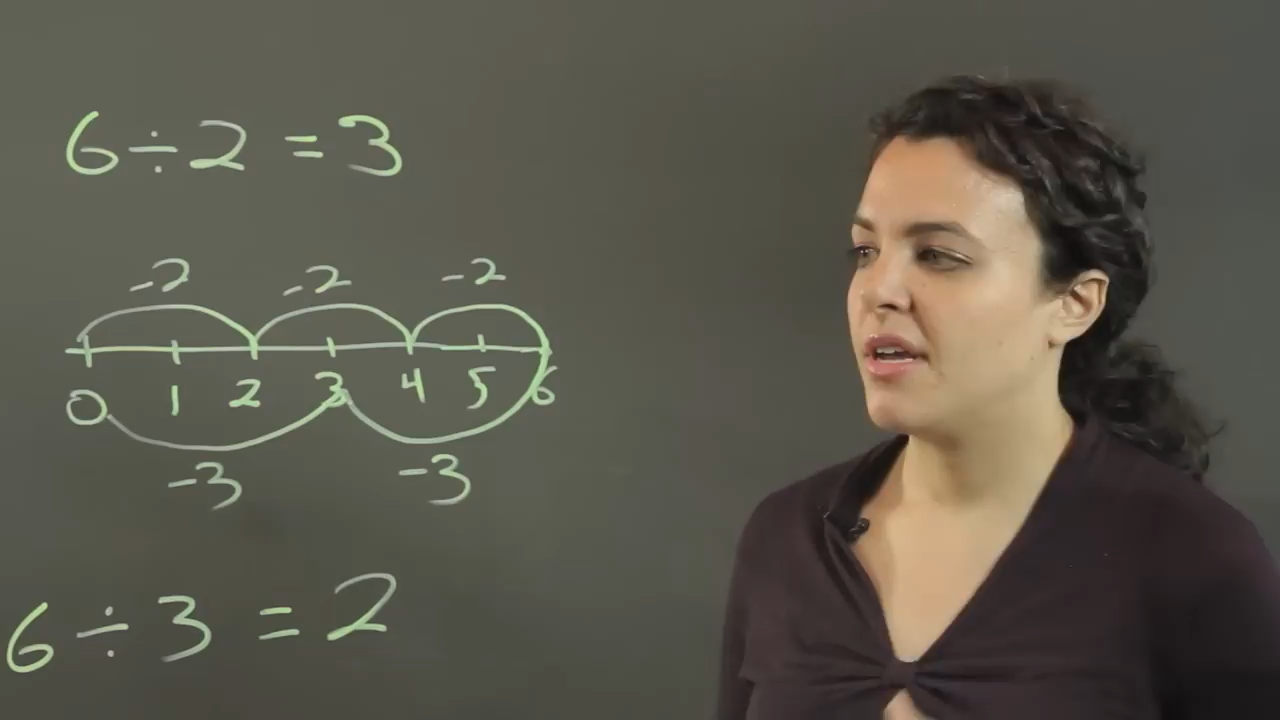 6 ÷ 2 = 3
-2 -2 -2
0 1 2 3 4 5 6
-3 -3
6 ÷ 3 = 2